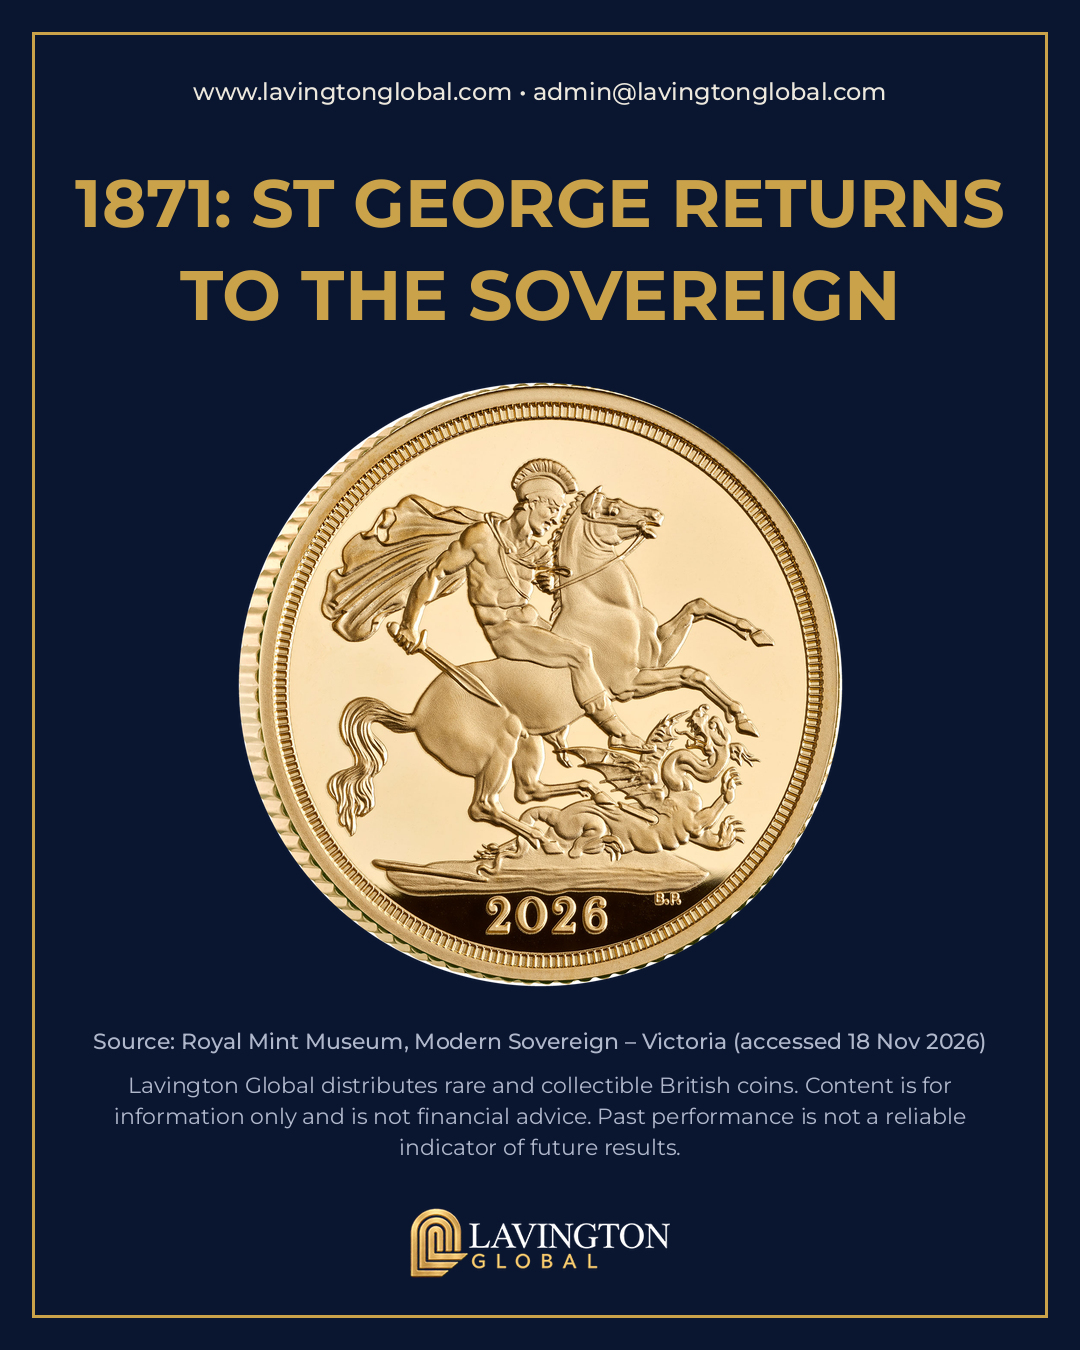 www.lavingtonglobal.com • admin@lavingtonglobal.com
1871: ST GEORGE RETURNS
TO THE SOVEREIGN
2026
B.P.
Source: Royal Mint Museum, Modern Sovereign – Victoria (accessed 18 Nov 2026)
Lavington Global distributes rare and collectible British coins. Content is for
information only and is not financial advice. Past performance is not a reliable
indicator of future results.
LAVINGTON
GLOBAL